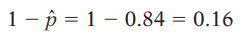 1 − p̂ = 1 − 0.84 = 0.16